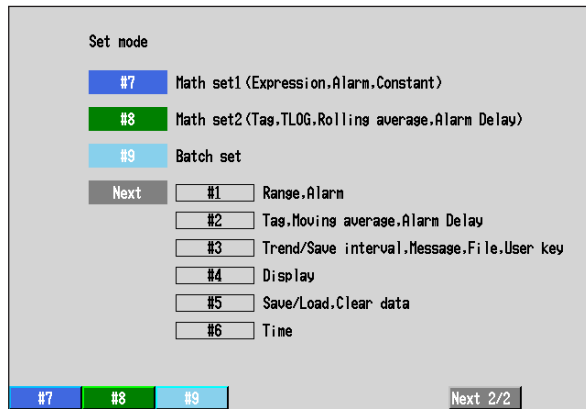 Set mode
#7 Math set1(Expression,Alarm,Constant)
#8 Math set2(Tag,TLOG,Rolling average,Alarm Delay)
#9 Batch set
Next #1 Range,Alarm
#2 Tag,Moving average,Alarm Delay
#3 Trend/Save interval,Message,File,User key
#4 Display
#5 Save/Load,Clear data
#6 Time
#7 #8 #9 Next 2/2